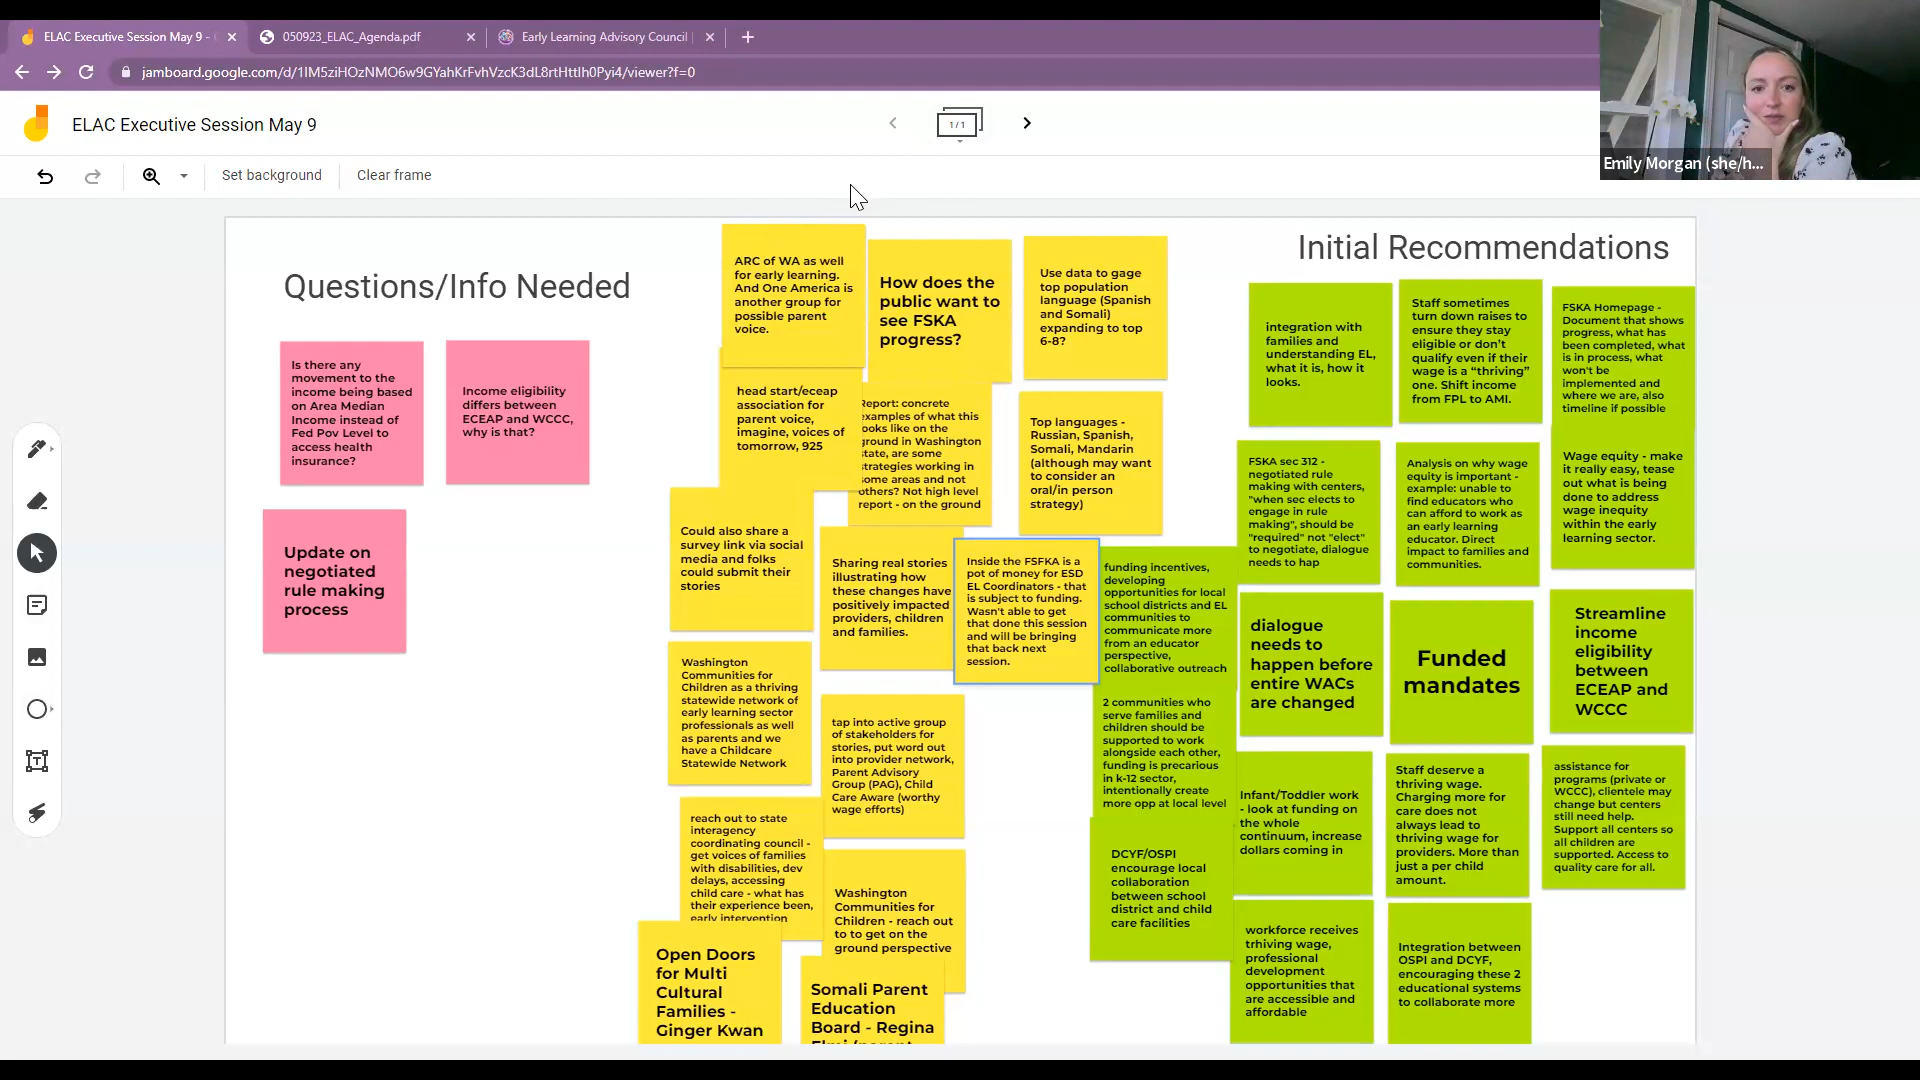 ELAC Executive Session May 9 -
050923_ELAC_Agenda.pdf
Early Learning Advisory Council |
jamboard.google.com/d/1IM5ziHOzNMO6w9GYahKrFvhVzcK3dL8rtHttIh0Pyi4/viewer?f=0
Emily Morgan (she/h...
ELAC Executive Session May 9
1 / 1
Set background
Clear frame
Questions/Info Needed
Is there any
movement to the
income being based
on Area Median
Income instead of
Fed Pov Level to
access health
insurance?
Income eligibility
differs between
ECEAP and WCCC,
why is that?
Update on
negotiated
rule making
process
ARC of WA as well
for early learning.
And One America is
another group for
possible parent
voice.
How does the
public want to
see FSKA
progress?
Use data to gage
top population
language (Spanish
and Somali)
expanding to top
6-8?
head start/eceap
association for
parent voice,
imagine, voices of
tomorrow, 925
Report: concrete
examples of what this
looks like on the
ground in Washington
state, are some
strategies working in
some areas and not
others? Not high level
report - on the ground
Top languages -
Russian, Spanish,
Somali, Mandarin
(although may want
to consider an
oral/in person
strategy)
Could also share a
survey link via social
media and folks
could submit their
stories
Sharing real stories
illustrating how
these changes have
positively impacted
providers, children
and families.
Inside the FSFKA is a
pot of money for ESD
EL Coordinators - that
is subject to funding.
Wasn't able to get
that done this session
and will be bringing
that back next
session.
Washington
Communities for
Children as a thriving
statewide network of
early learning sector
professionals as well
as parents and we
have a Childcare
Statewide Network
tap into active group
of stakeholders for
stories, put word out
into provider network,
Parent Advisory
Group (PAG), Child
Care Aware (worthy
wage efforts)
reach out to state
interagency
coordinating council -
get voices of families
with disabilities, dev
delays, accessing
child care - what has
their experience been,
early intervention
Washington
Communities for
Children - reach out
to to get on the
ground perspective
Open Doors
for Multi
Cultural
Families -
Ginger Kwan
Somali Parent
Education
Board - Regina
Elmi (parent
Initial Recommendations
integration with
families and
understanding EL,
what it is, how it
looks.
Staff sometimes
turn down raises to
ensure they stay
eligible or don't
qualify even if their
wage is a “thriving”
one. Shift income
from FPL to AMI.
FSKA Homepage -
Document that shows
progress, what has
been completed, what
is in process, what
won't be
implemented and
where we are, also
timeline if possible
FSKA sec 312 -
negotiated rule
making with centers,
"when sec elects to
engage in rule
making", should be
"required" not "elect"
to negotiate, dialogue
needs to hap
Analysis on why wage
equity is important -
example: unable to
find educators who
can afford to work as
an early learning
educator. Direct
impact to families and
communities.
Wage equity - make
it really easy, tease
out what is being
done to address
wage inequity
within the early
learning sector.
funding incentives,
developing
opportunities for local
school districts and EL
communities to
communicate more
from an educator
perspective,
collaborative outreach
dialogue
needs to
happen before
entire WACs
are changed
Funded
mandates
Streamline
income
eligibility
between
ECEAP and
WCCC
2 communities who
serve families and
children should be
supported to work
alongside each other,
funding is precarious
in k-12 sector,
intentionally create
more opp at local level
Infant/Toddler work
- look at funding on
the whole
continuum, increase
dollars coming in
Staff deserve a
thriving wage.
Charging more for
care does not
always lead to
thriving wage for
providers. More than
just a per child
amount.
assistance for
programs (private or
WCCC), clientele may
change but centers
still need help.
Support all centers so
all children are
supported. Access to
quality care for all.
DCYF/OSPI
encourage local
collaboration
between school
district and child
care facilities
workforce receives
trhiving wage,
professional
development
opportunities that
are accessible and
affordable
Integration between
OSPI and DCYF,
encouraging these 2
educational systems
to collaborate more